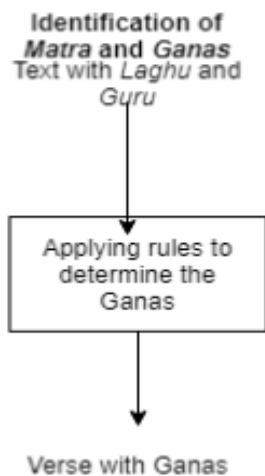 Identification of
Matra and Ganas
Text with Laghu and
Guru
Applying rules to
determine the
Ganas
Verse with Ganas